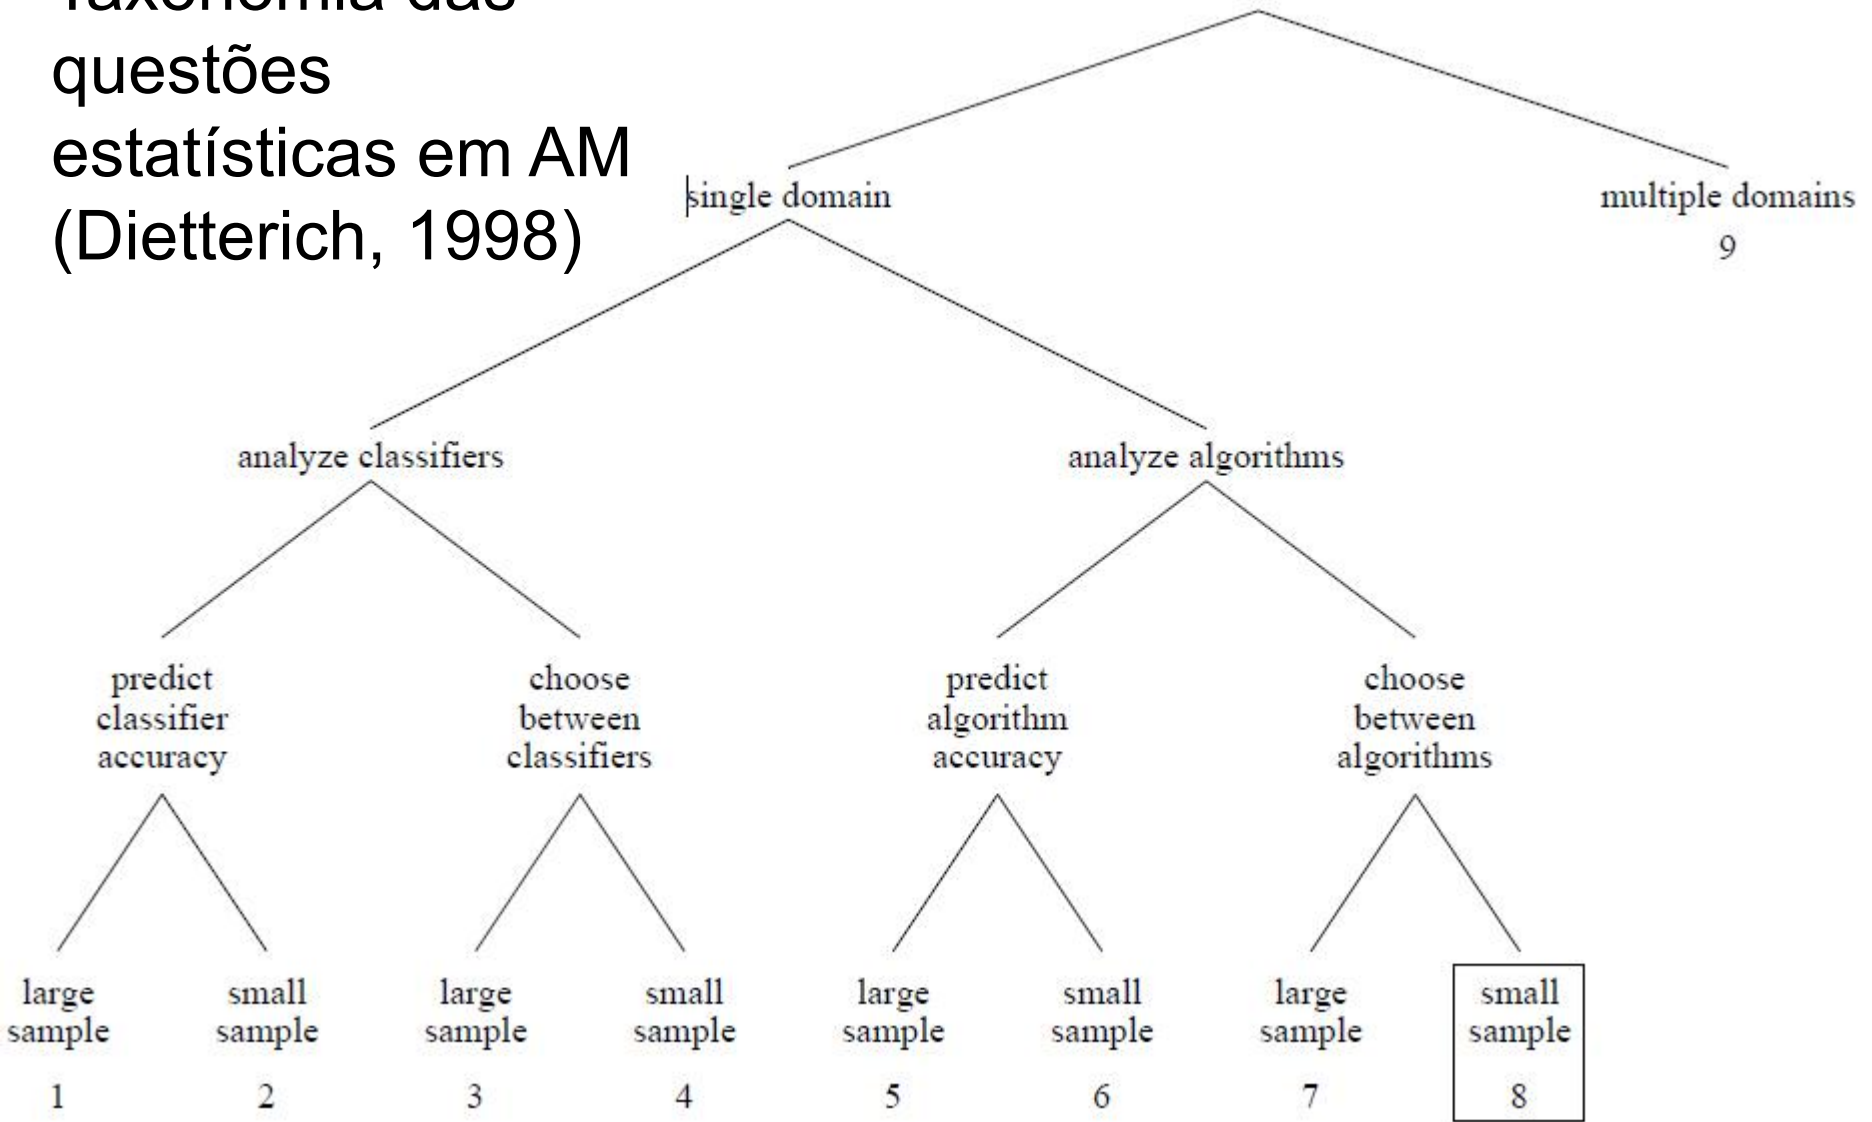 Taxonomia das
questões
estatísticas em AM
(Dietterich, 1998)
single domain
multiple domains
9
analyze classifiers
analyze algorithms
predict
classifier
accuracy
choose
between
classifiers
predict
algorithm
accuracy
choose
between
algorithms
large
sample
1
small
sample
2
large
sample
3
small
sample
4
large
sample
5
small
sample
6
large
sample
7
small
sample
8